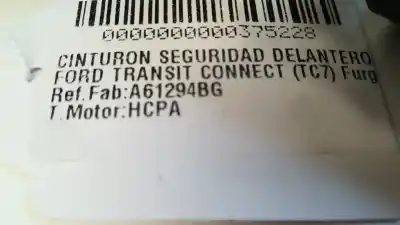 0000000000375228
CINTURON SEGURIDAD DELANTERO
FORD TRANSIT CONNECT (TC7) Furg
Ref.Fab:A61294BG
T.Motor:HCPA